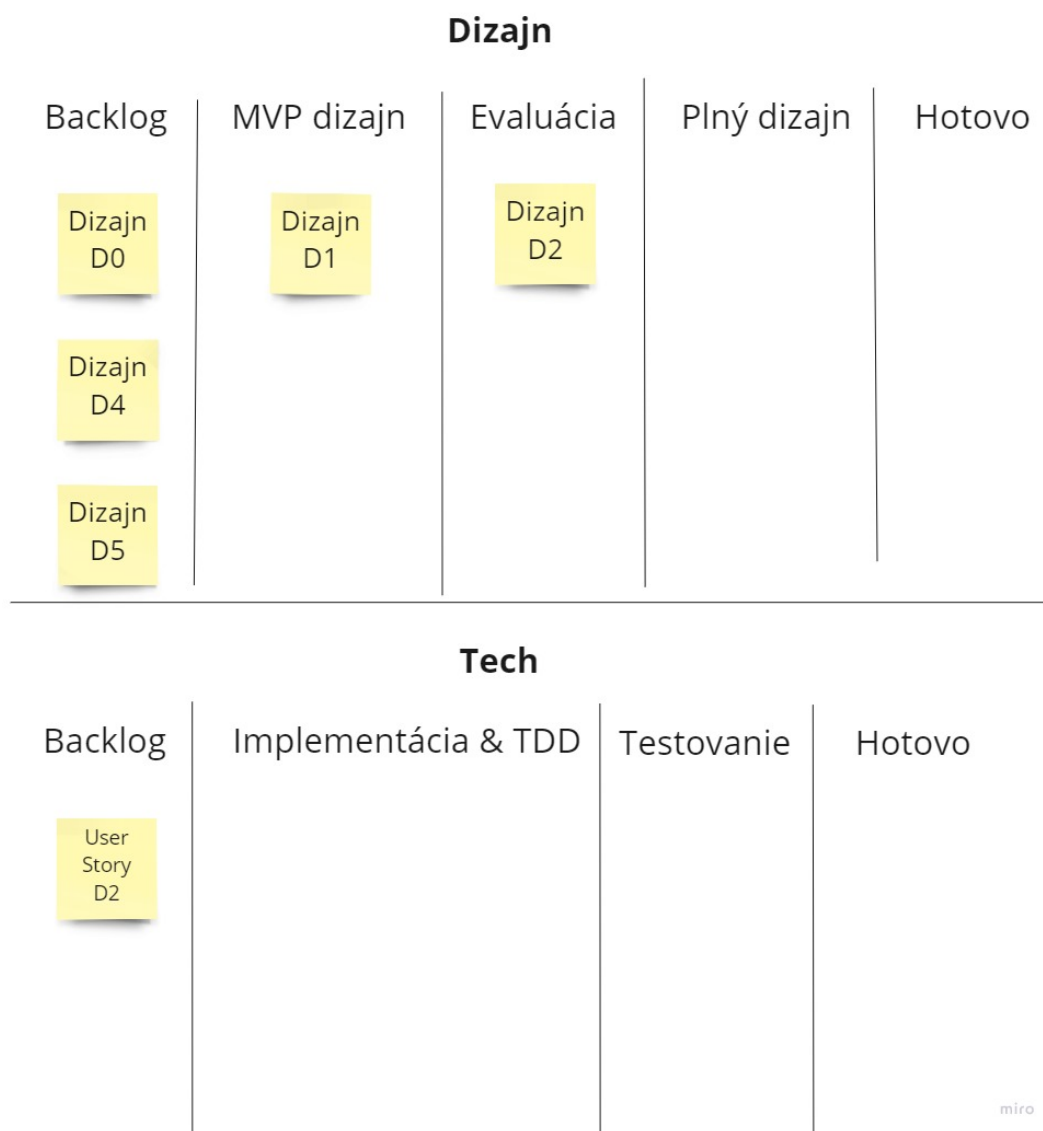 Dizajn
Backlog
MVP dizajn
Evaluácia
Plný dizajn
Hotovo
Dizajn
D0
Dizajn
D1
Dizajn
D2
Dizajn
D4
Dizajn
D5
Tech
Backlog
Implementácia & TDD
Testovanie
Hotovo
User
Story
D2
miro